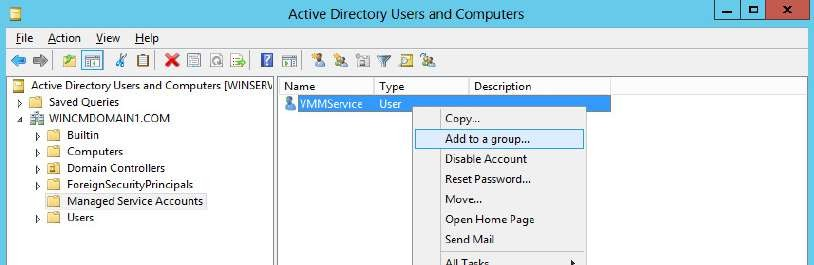 Active Directory Users and Computers
File Action View Help
Active Directory Users and Computers [WINSERV
Saved Queries
WINCMDOMAIN1.COM
Builtin
Computers
Domain Controllers
ForeignSecurityPrincipals
Managed Service Accounts
Users
Name Type Description
VMMService User
Copy...
Add to a group...
Disable Account
Reset Password...
Move...
Open Home Page
Send Mail
All Tasks